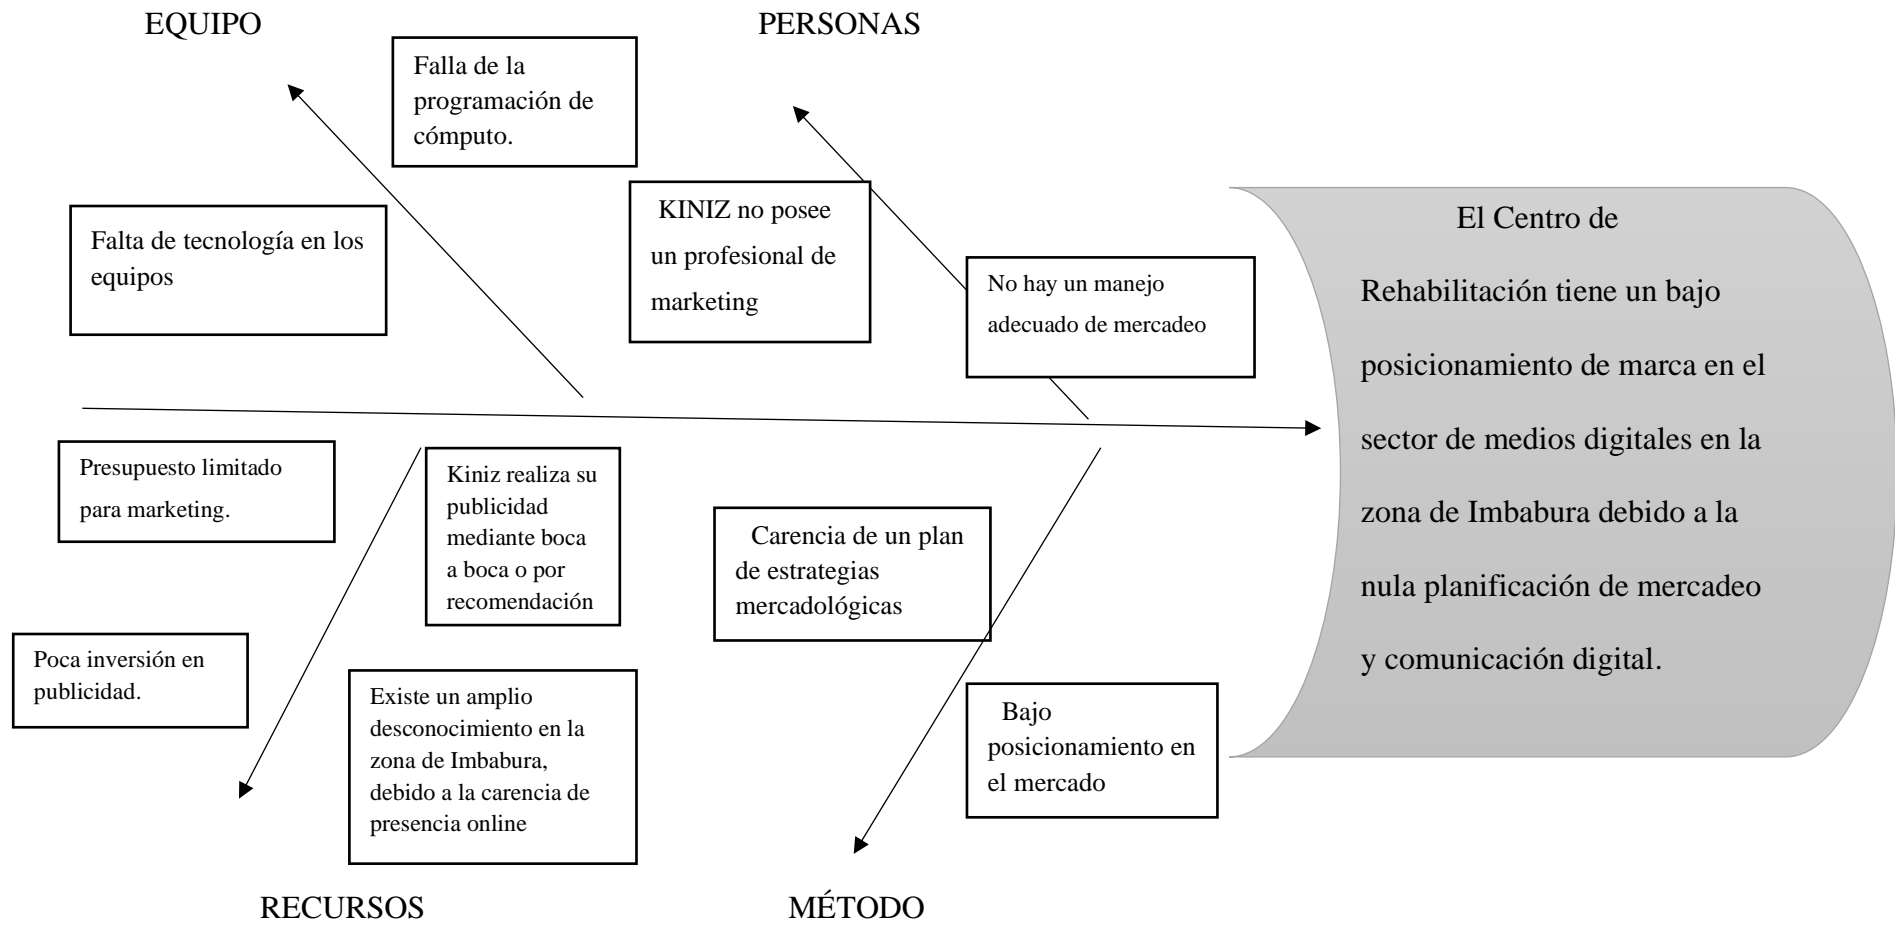 EQUIPO
PERSONAS
Falla de la
programación de
cómputo.
Falta de tecnología en los
equipos
KINIZ no posee
un profesional de
marketing
No hay un manejo
adecuado de mercadeo
El Centro de
Rehabilitación tiene un bajo
posicionamiento de marca en el
sector de medios digitales en la
zona de Imbabura debido a la
nula planificación de mercadeo
y comunicación digital.
Presupuesto limitado
para marketing.
Kiniz realiza su
publicidad
mediante boca
a boca o por
recomendación
Carencia de un plan
de estrategias
mercadológicas
Poca inversión en
publicidad.
Existe un amplio
desconocimiento en la
zona de Imbabura,
debido a la carencia de
presencia online
Bajo
posicionamiento en
el mercado
RECURSOS
MÉTODO